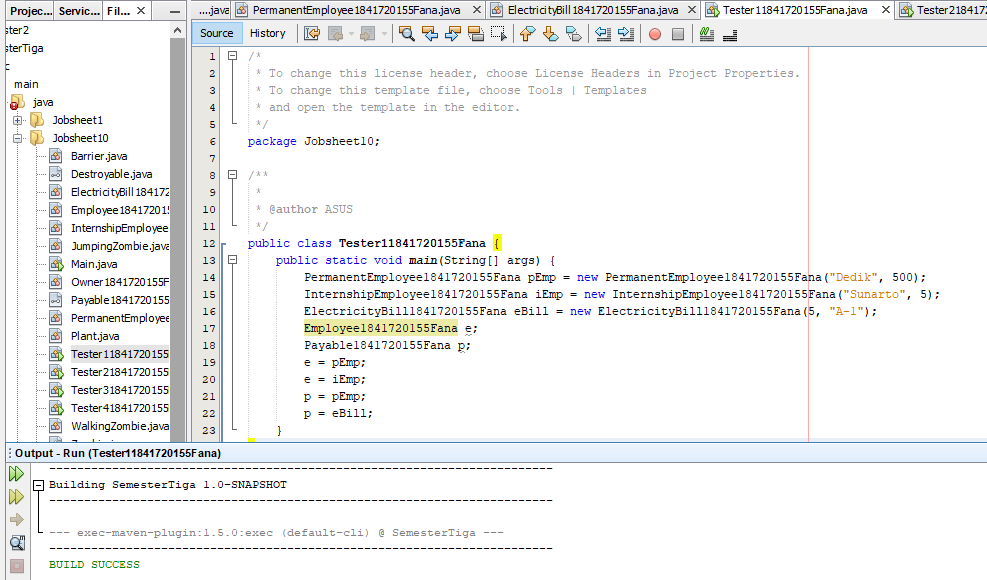 Projec...
Servic...
Fil...
....java
PermanentEmployee1841720155Fana.java
ElectricityBill1841720155Fana.java
Tester11841720155Fana.java
Tester2184172
ster2
sterTiga
c
main
java
Jobsheet1
Jobsheet10
Barrier.java
Destroyable.java
ElectricityBill184172
Employee184172015
InternshipEmployee
JumpingZombie.java
Main.java
Owner1841720155F
Payable1841720155
PermanentEmployee
Plant.java
Tester11841720155
Tester21841720155
Tester31841720155
Tester41841720155
WalkingZombie.java
Source History
1 /*
2 * To change this license header, choose License Headers in Project Properties.
3 * To change this template file, choose Tools | Templates
4 * and open the template in the editor.
5 */
6 package Jobsheet10;
7
8 /**
9 *
10 * @author ASUS
11 */
12 public class Tester11841720155Fana {
13 public static void main(String[] args) {
14 PermanentEmployee1841720155Fana pEmp = new PermanentEmployee1841720155Fana("Dedik", 500);
15 InternshipEmployee1841720155Fana iEmp = new InternshipEmployee1841720155Fana("Sunarto", 5);
16 ElectricityBill1841720155Fana eBill = new ElectricityBill1841720155Fana(5, "A-1");
17 Employee1841720155Fana e;
18 Payable1841720155Fana p;
19 e = pEmp;
20 e = iEmp;
21 p = pEmp;
22 p = eBill;
23 }
Output - Run (Tester11841720155Fana)
------------------------------------------------------------------------
Building SemesterTiga 1.0-SNAPSHOT
------------------------------------------------------------------------
--- exec-maven-plugin:1.5.0:exec (default-cli) @ SemesterTiga ---
------------------------------------------------------------------------
BUILD SUCCESS